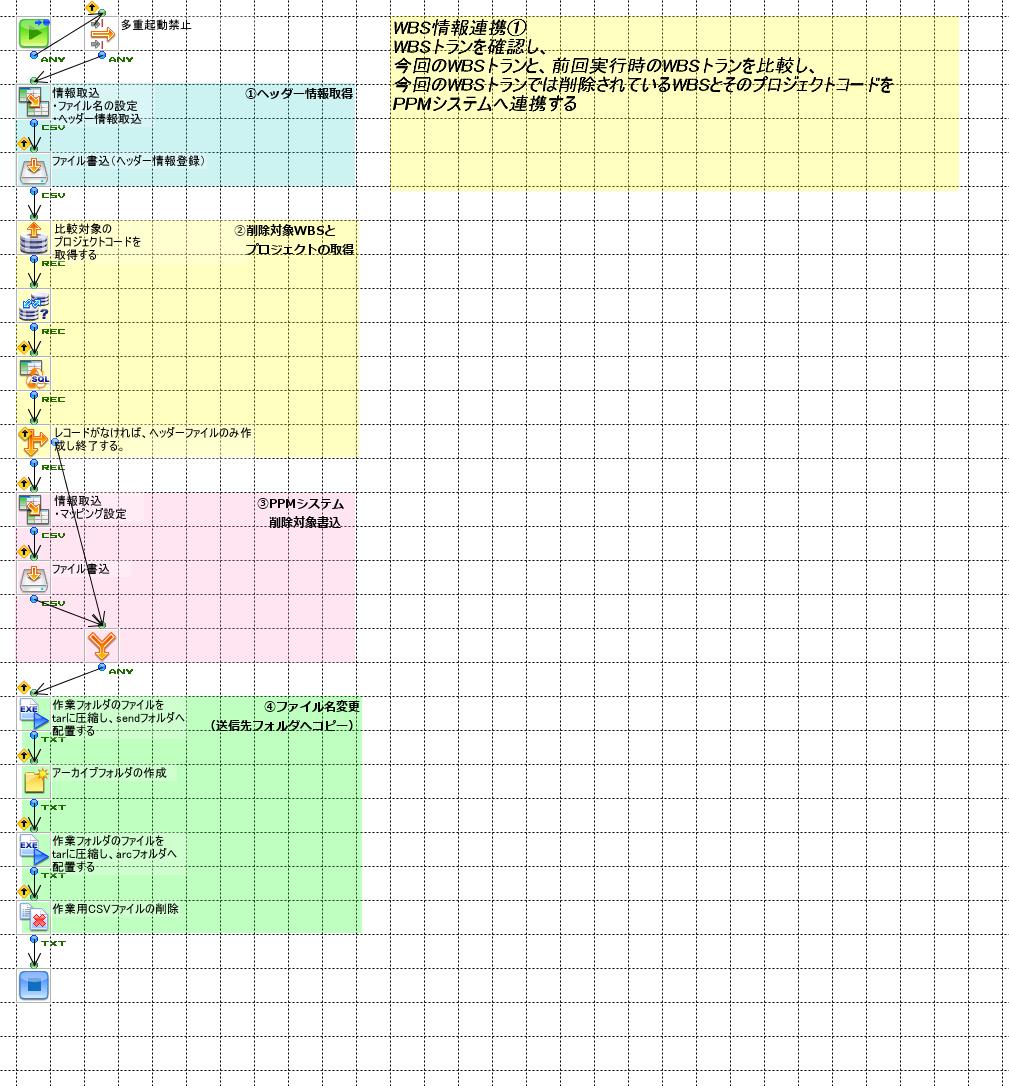 多重起動禁止
ANY
ANY
WBS情報連携①
WBSトランを確認し、
今回のWBSトランと、前回実行時のWBSトランを比較し、
今回のWBSトランでは削除されているWBSとそのプロジェクトコードを
PPMシステムへ連携する
①ヘッダー情報取得
情報取込
・ファイル名の設定
・ヘッダー情報取込
CSV
ファイル書込(ヘッダー情報登録)
CSV
②削除対象WBSと
プロジェクトの取得
比較対象の
プロジェクトコードを
取得する
REC
?
REC
SQL
REC
レコードがなければ、ヘッダーファイルのみ作
成し終了する。
REC
③PPMシステム
削除対象書込
情報取込
・マッピング設定
CSV
ファイル書込
CSV
ANY
④ファイル名変更
(送信先フォルダへコピー)
EXE
作業フォルダのファイルを
tarに圧縮し、sendフォルダへ
配置する
TXT
アーカイブフォルダの作成
TXT
EXE
作業フォルダのファイルを
tarに圧縮し、arcフォルダへ
配置する
TXT
作業用CSVファイルの削除
TXT